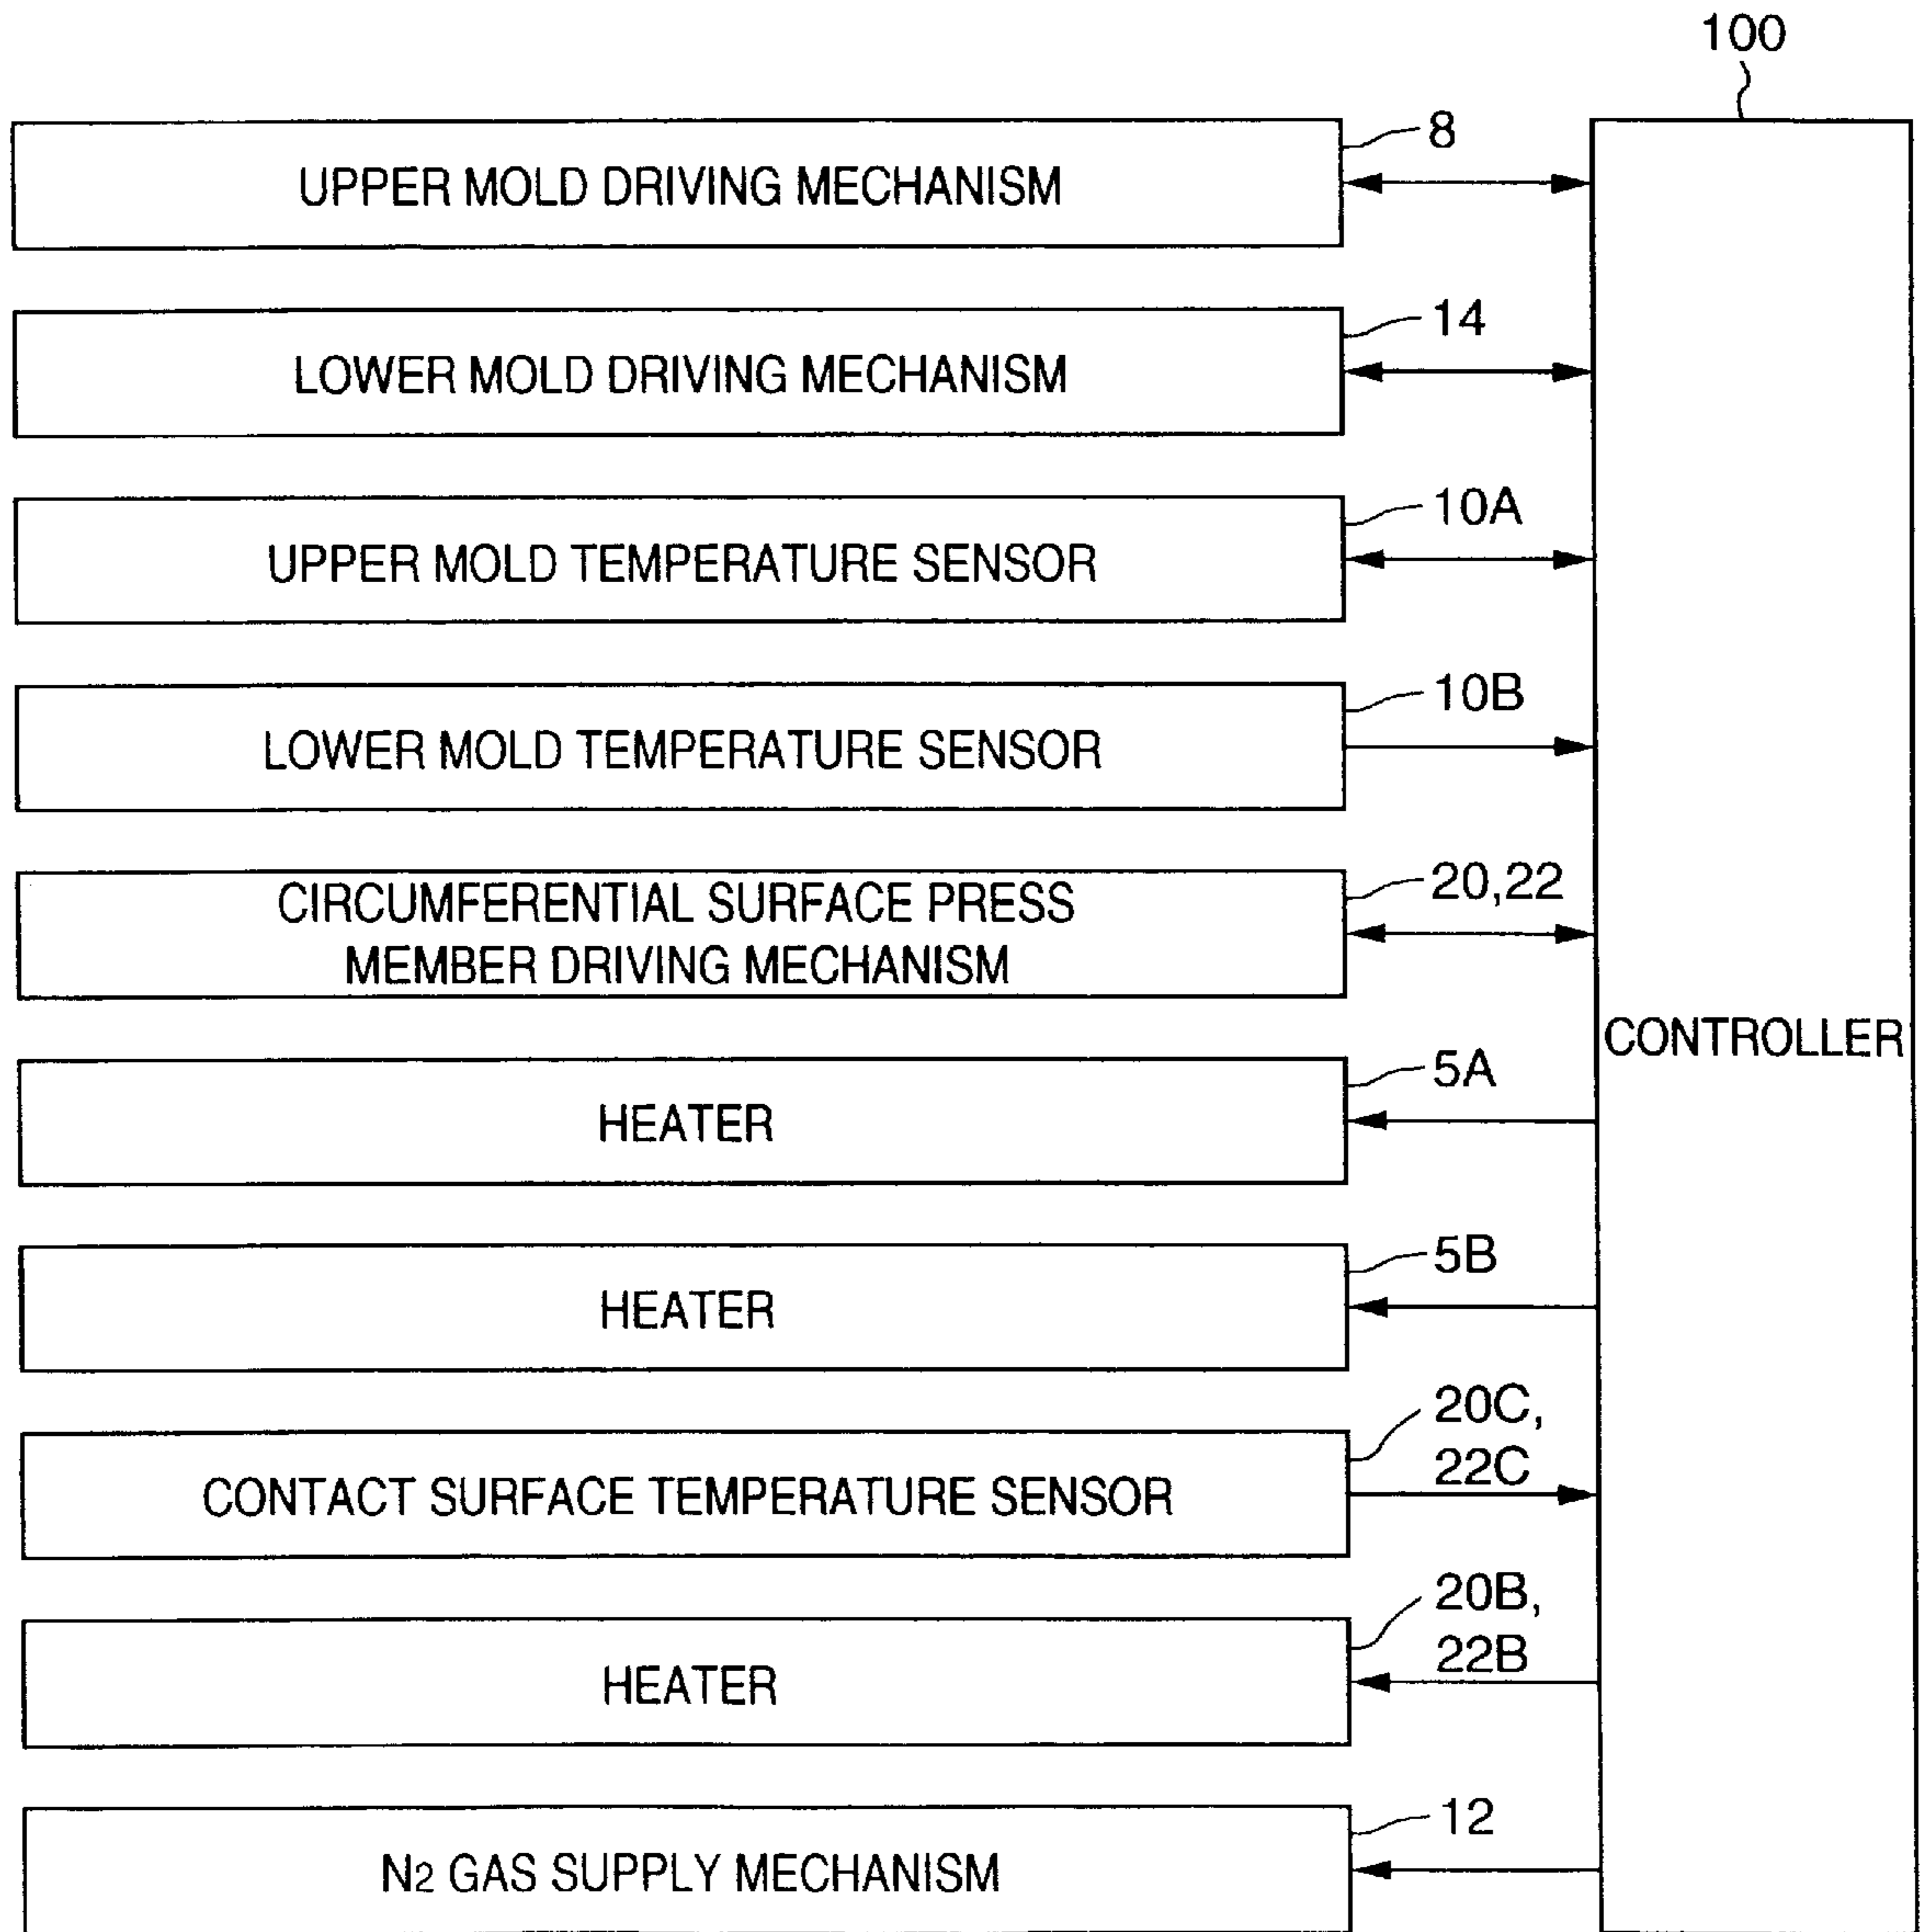 100
UPPER MOLD DRIVING MECHANISM
8
LOWER MOLD DRIVING MECHANISM
14
UPPER MOLD TEMPERATURE SENSOR
10A
LOWER MOLD TEMPERATURE SENSOR
10B
CIRCUMFERENTIAL SURFACE PRESS
MEMBER DRIVING MECHANISM
20,22
CONTROLLER
HEATER
5A
HEATER
5B
CONTACT SURFACE TEMPERATURE SENSOR
20C,
22C
HEATER
20B,
22B
N2 GAS SUPPLY MECHANISM
12